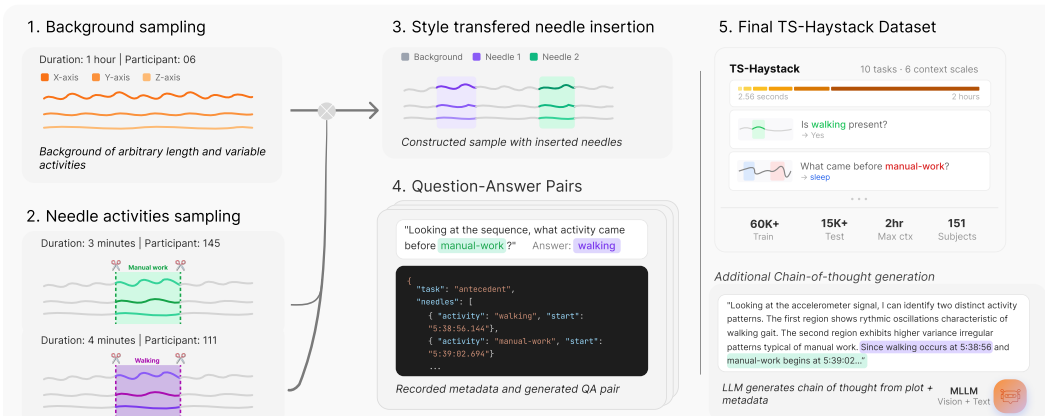 1. Background sampling
Duration: 1 hour | Participant: 06
X-axis Y-axis Z-axis
Background of arbitrary length and variable
activities
2. Needle activities sampling
Duration: 3 minutes | Participant: 145
Manual work
Duration: 4 minutes | Participant: 111
Walking
3. Style transfered needle insertion
Background Needle 1 Needle 2
Constructed sample with inserted needles
4. Question-Answer Pairs
"Looking at the sequence, what activity came
before manual-work ?" Answer: walking
{
"task": "antecedent",
"needles": [
{ "activity": "walking", "start":
"5:38:56.144"},
{ "activity": "manual-work", "start":
"5:39:02.694"}
...
Recorded metadata and generated QA pair
5. Final TS-Haystack Dataset
TS-Haystack 10 tasks · 6 context scales
2.56 seconds 2 hours
Is walking present?
→ Yes
What came before manual-work?
→ sleep
...
60K+ 15K+ 2hr 151
Train Test Max ctx Subjects
Additional Chain-of-thought generation
"Looking at the accelerometer signal, I can identify two distinct activity
patterns. The first region shows rythmic oscillations characteristic of
walking gait. The second region exhibits higher variance irregular
patterns typical of manual work. Since walking occurs at 5:38:56 and
manual-work begins at 5:39:02..."
LLM generates chain of thought from plot +
metadata
MLLM
Vision + Text